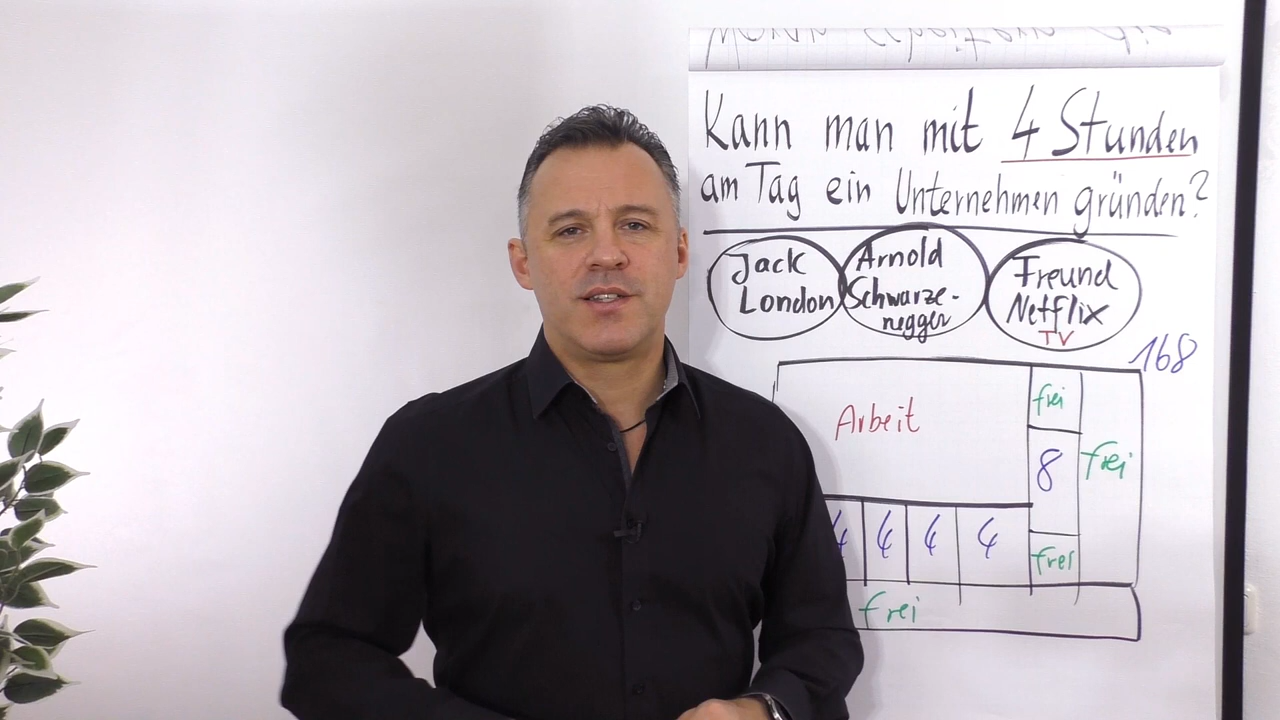 Kann man mit 4 Stunden
am Tag ein Unternehmen gründen?
Jack
London
Arnold
Schwarze-
negger
Freund
Netflix
TV
168
Arbeit
frei
8
frei
frei
4 4 4 4
frei